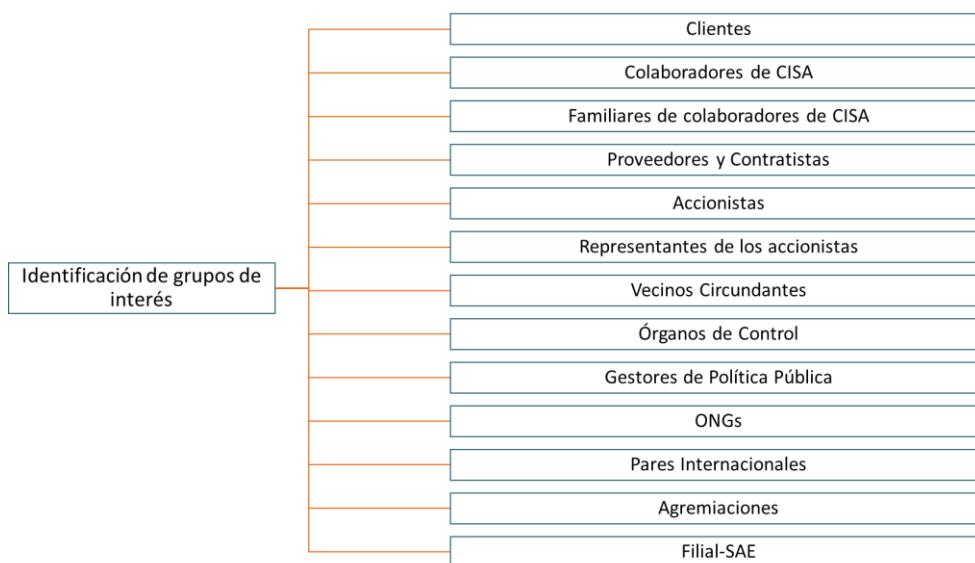 Identificación de grupos de
interés
Clientes
Colaboradores de CISA
Familiares de colaboradores de CISA
Proveedores y Contratistas
Accionistas
Representantes de los accionistas
Vecinos Circundantes
Órganos de Control
Gestores de Política Pública
ONGs
Pares Internacionales
Agremiaciones
Filial-SAE